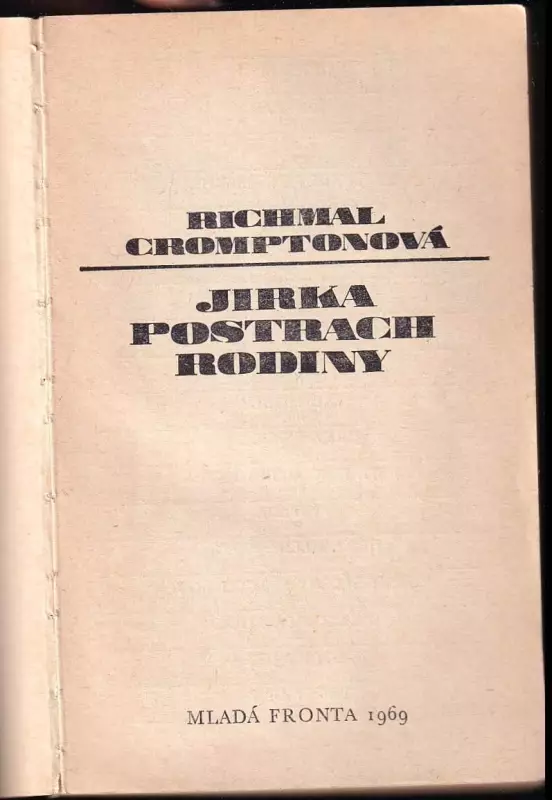 RICHMAL
CROMPTONOVÁ
JIRKA
POSTRACH
RODINY
MLADÁ FRONTA 1969